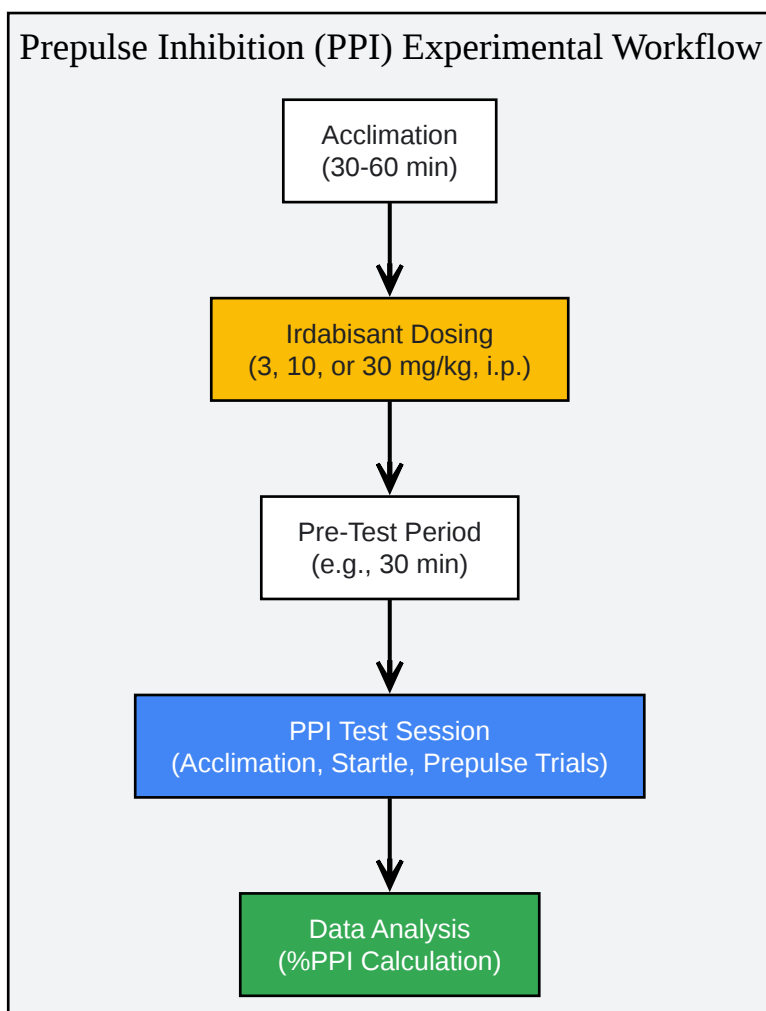 Prepulse Inhibition (PPI) Experimental Workflow
Acclimation
(30-60 min)
Irdabisant Dosing
(3, 10, or 30 mg/kg, i.p.)
Pre-Test Period
(e.g., 30 min)
PPI Test Session
(Acclimation, Startle, Prepulse Trials)
Data Analysis
(%PPI Calculation)